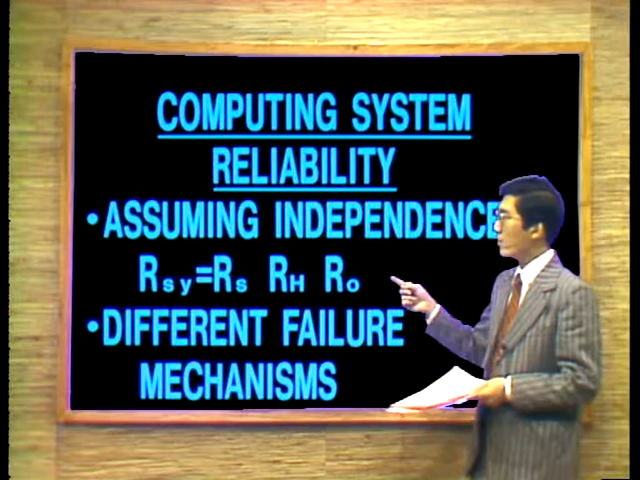 COMPUTING SYSTEM
RELIABILITY
•ASSUMING INDEPENDENCE
Rsy=Rs RH Ro
•DIFFERENT FAILURE
MECHANISMS